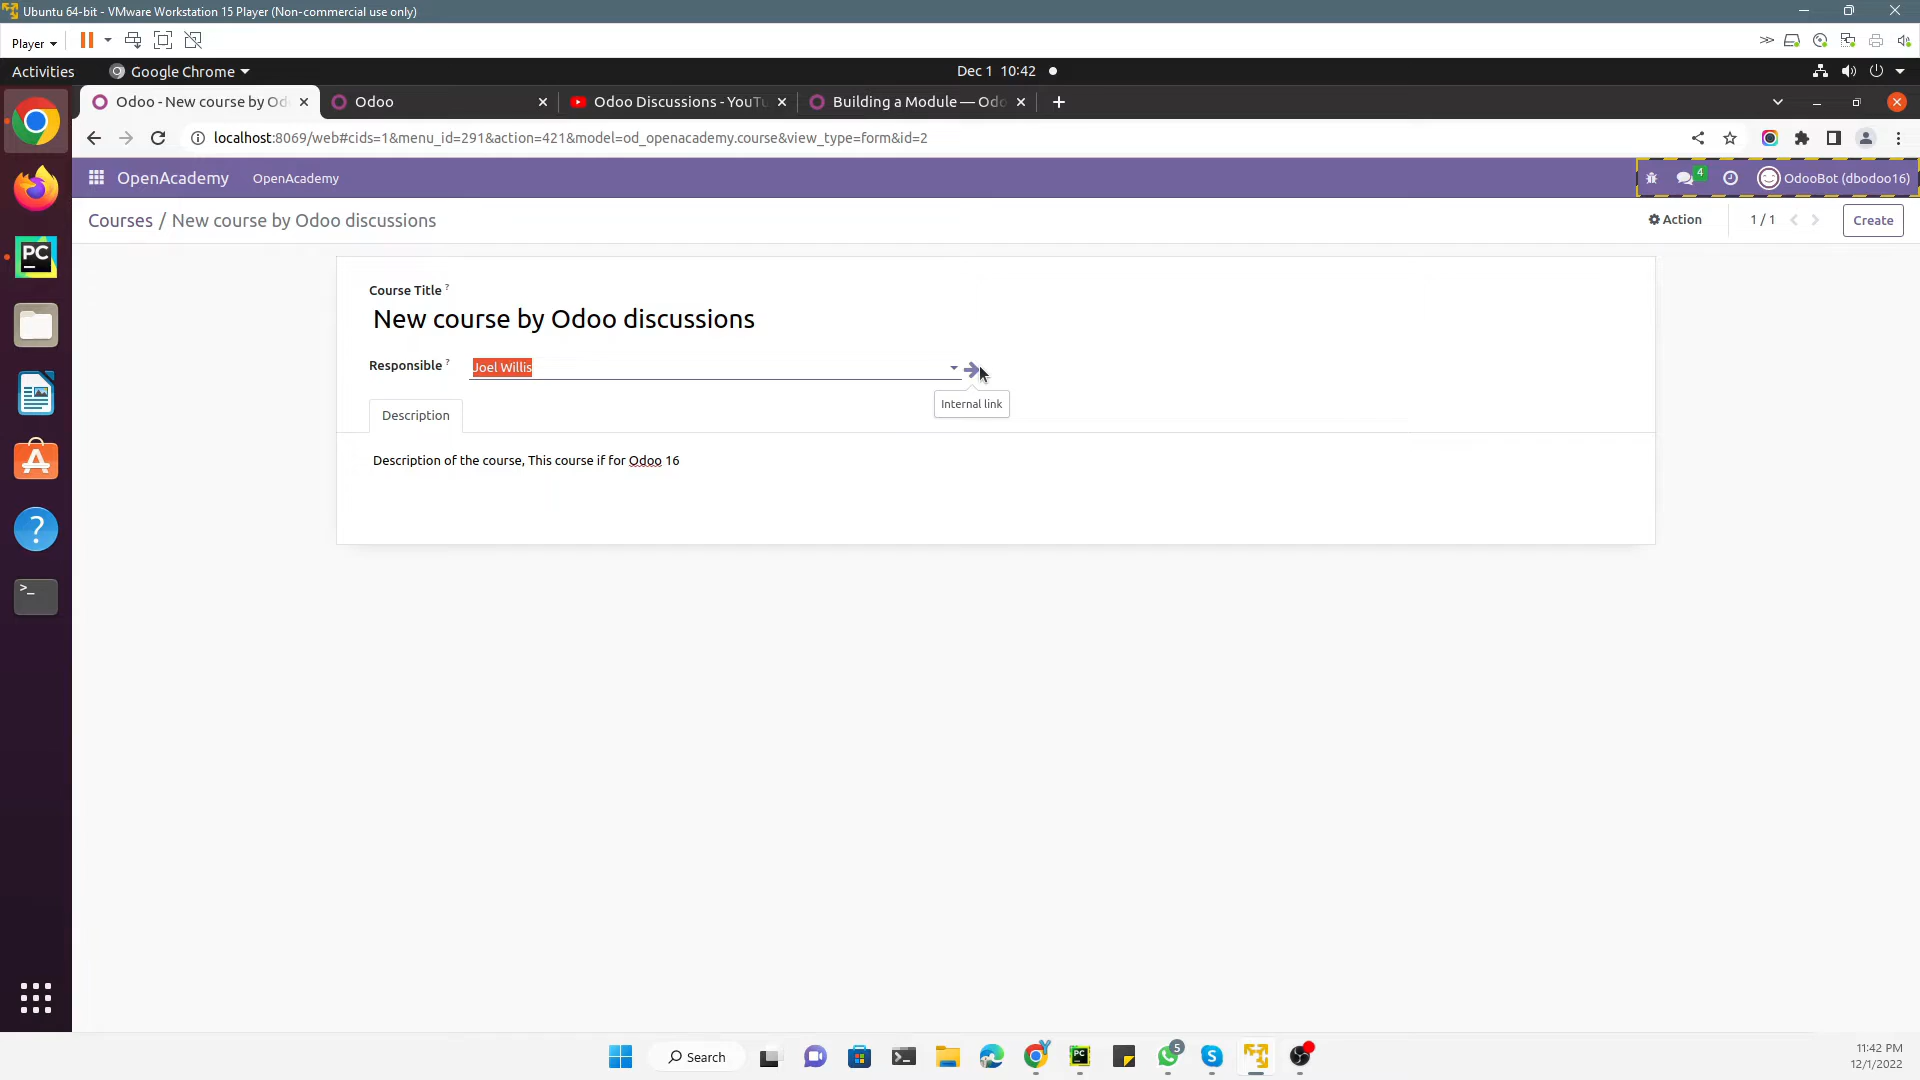 Ubuntu 64-bit - VMware Workstation 15 Player (Non-commercial use only)
Player
Activities
Google Chrome
Dec 1 10:42
Odoo - New course by Od
Odoo
Odoo Discussions - YouTu
Building a Module — Odo
localhost:8069/web#cids=1&menu_id=291&action=421&model=od_openacademy.course&view_type=form&id=2
OpenAcademy
OpenAcademy
4
OdooBot (dbodoo16)
Courses / New course by Odoo discussions
Action
1 / 1
Create
Course Title ?
New course by Odoo discussions
Responsible ?
Joel Willis
Internal link
Description
Description of the course, This course if for Odoo 16
PC
>_
?
Search
PC
5
11:42 PM
12/1/2022